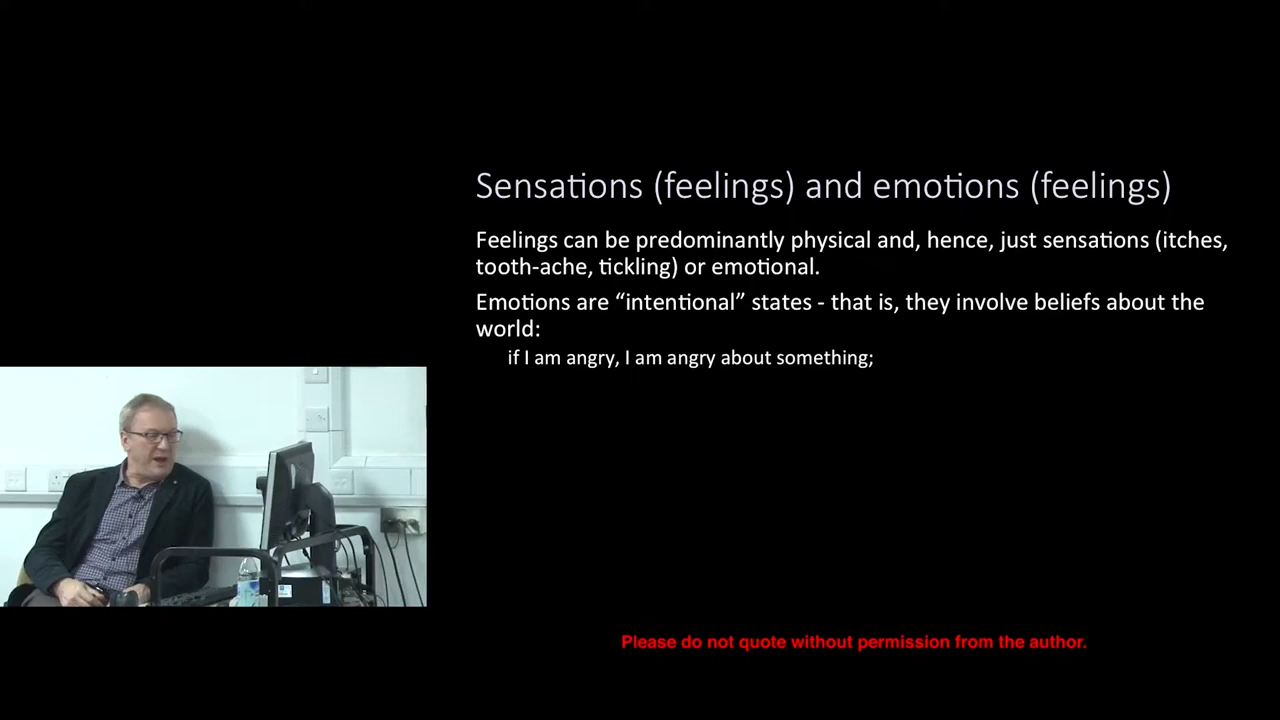 Sensations (feelings) and emotions (feelings)
Feelings can be predominantly physical and, hence, just sensations (itches,
tooth-ache, tickling) or emotional.
Emotions are “intentional” states - that is, they involve beliefs about the
world:
if I am angry, I am angry about something;
Please do not quote without permission from the author.